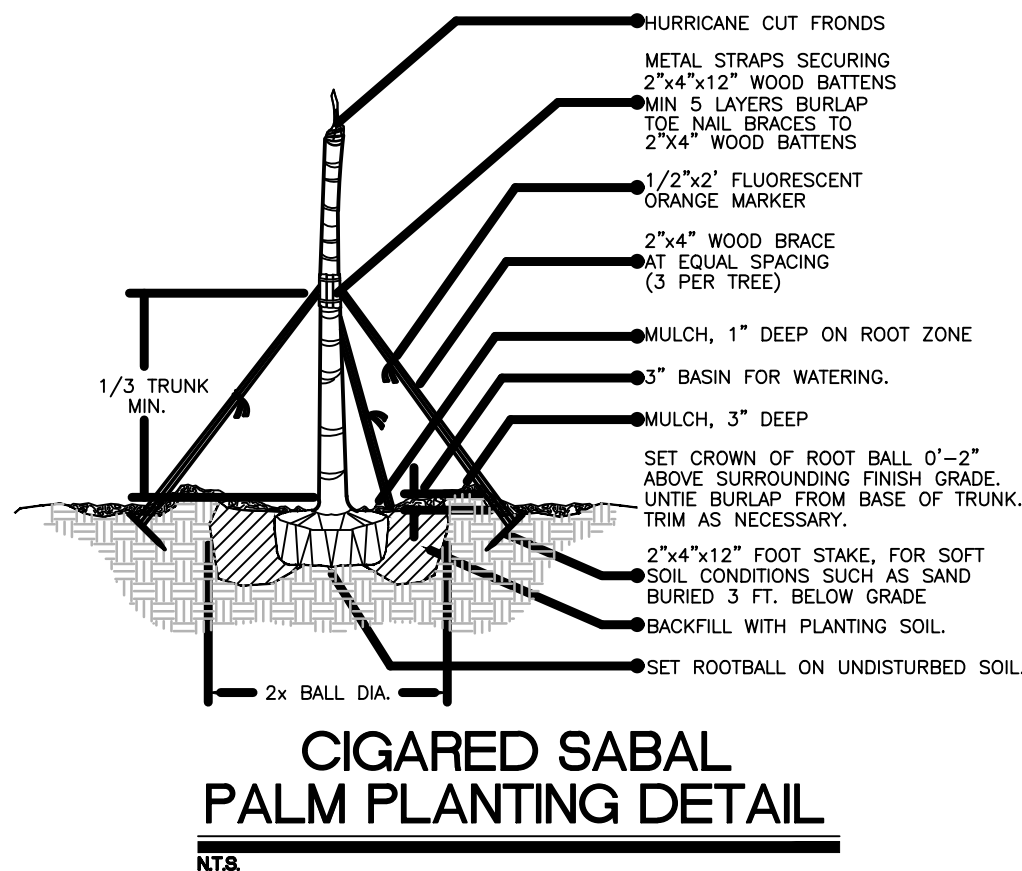 HURRICANE CUT FRONDS
METAL STRAPS SECURING
2"x4"x12" WOOD BATTENS
MIN 5 LAYERS BURLAP
TOE NAIL BRACES TO
2"X4" WOOD BATTENS
1/2"x2' FLUORESCENT
ORANGE MARKER
2"x4" WOOD BRACE
AT EQUAL SPACING
(3 PER TREE)
MULCH, 1" DEEP ON ROOT ZONE
3" BASIN FOR WATERING.
MULCH, 3" DEEP
SET CROWN OF ROOT BALL 0'-2"
ABOVE SURROUNDING FINISH GRADE.
UNTIE BURLAP FROM BASE OF TRUNK.
TRIM AS NECESSARY.
2"x4"x12" FOOT STAKE, FOR SOFT
SOIL CONDITIONS SUCH AS SAND
BURIED 3 FT. BELOW GRADE
BACKFILL WITH PLANTING SOIL.
SET ROOTBALL ON UNDISTURBED SOIL.
1/3 TRUNK
MIN.
2x BALL DIA.
CIGARED SABAL
PALM PLANTING DETAIL
N.T.S.